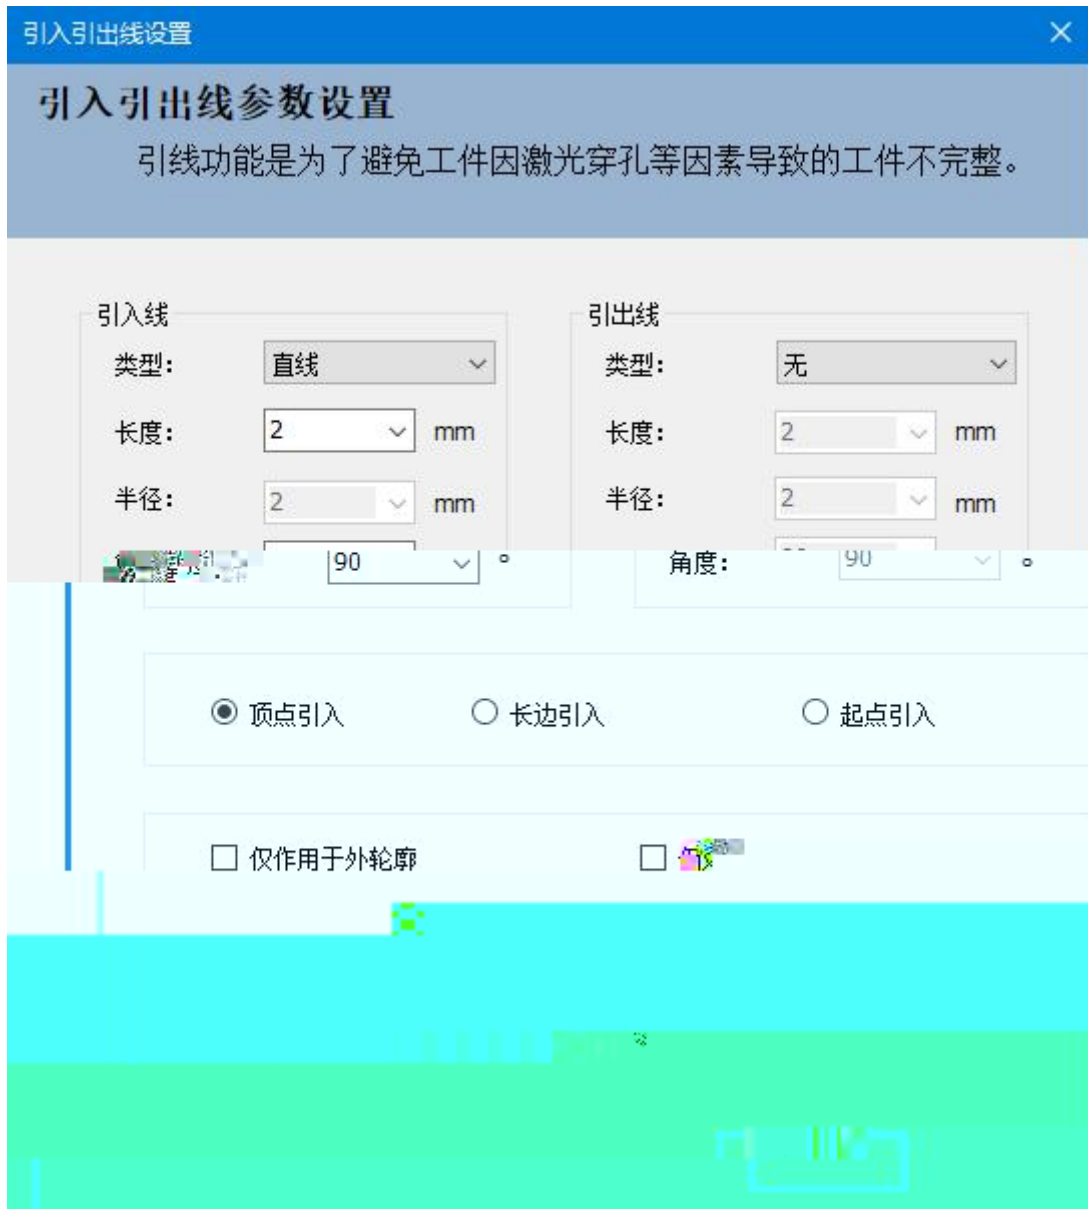 引入引出线设置
引入引出线参数设置
引线功能是为了避免工件因激光穿孔等因素导致的工件不完整。
引入线 引出线
类型: 直线 类型: 无
长度: 2 mm 长度: 2 mm
半径: 2 mm 半径: 2 mm
90 ° 角度: 90 °
顶点引入 长边引入 起点引入
仅作用于外轮廓